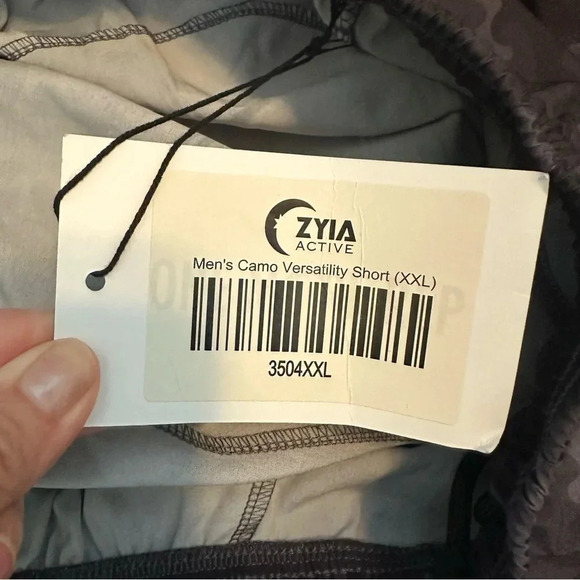 ZYIA
ACTIVE
Men's Camo Versatility Short (XXL)
3504XXL